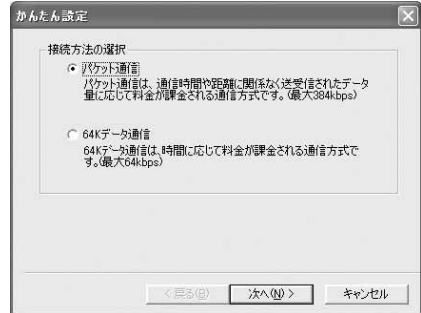 かんたん設定
接続方法の選択
パケット通信
パケット通信は、通信時間や距離に関係なく送受信されたデータ
量に応じて料金が課金される通信方式です。(最大384kbps)
64Kデータ通信
64Kデータ通信は、時間に応じて料金が課金される通信方式で
す。(最大64kbps)
< 戻る(B)
次へ(N) >
キャンセル